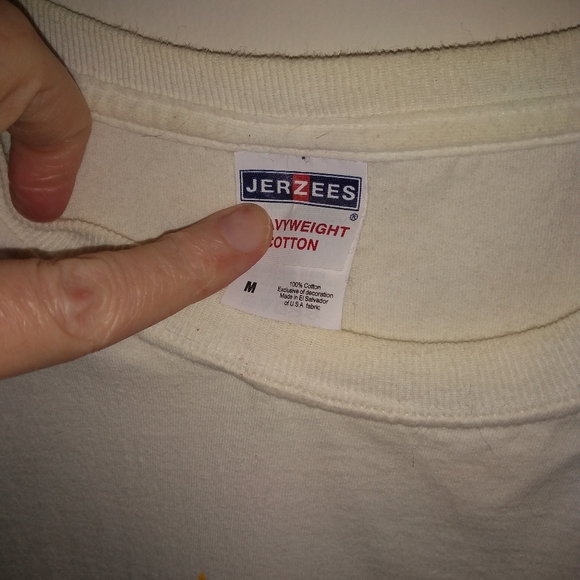 JERZEES
®
AVYWEIGHT
COTTON
M
100% Cotton
Exclusive of decoration
Made in El Salvador
of U.S.A. fabric